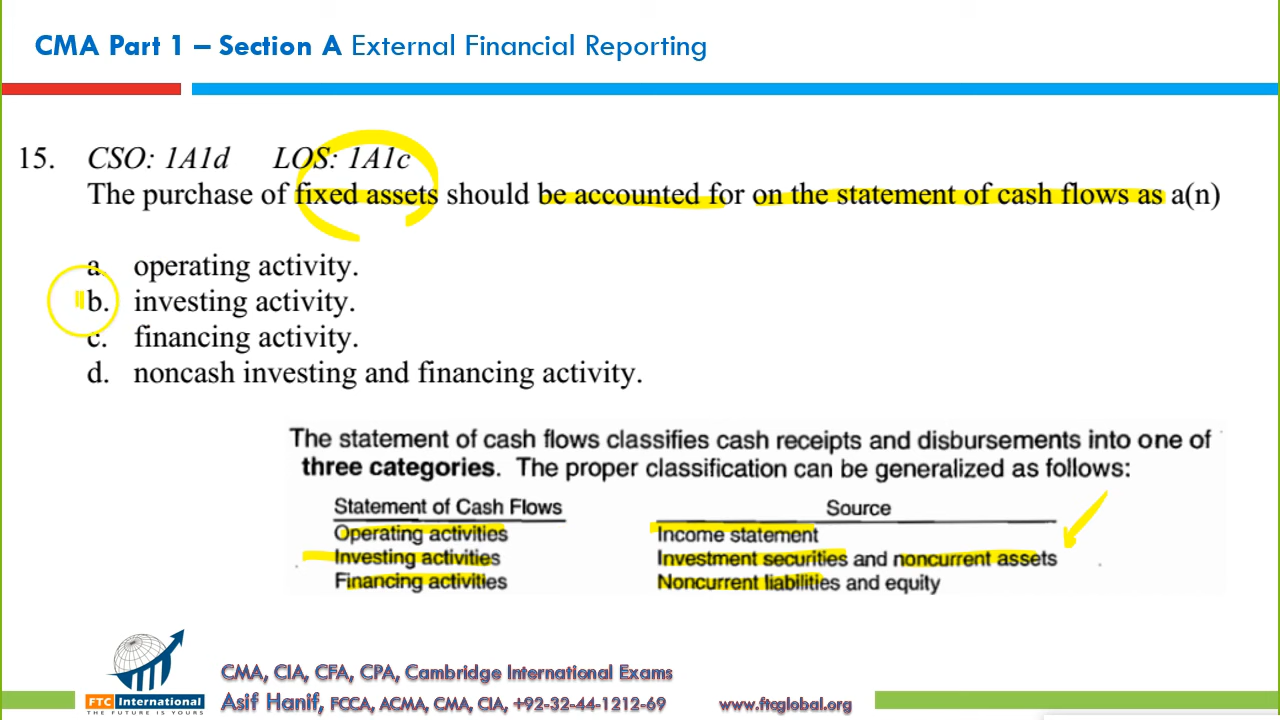 CMA Part 1 – Section A External Financial Reporting
15. CSO: 1A1d LOS: 1A1c
The purchase of fixed assets should be accounted for on the statement of cash flows as a(n)
a. operating activity.
b. investing activity.
c. financing activity.
d. noncash investing and financing activity.
The statement of cash flows classifies cash receipts and disbursements into one of
three categories. The proper classification can be generalized as follows:
Statement of Cash Flows Source
Operating activities Income statement
Investing activities Investment securities and noncurrent assets
Financing activities Noncurrent liabilities and equity
FTC International
THE FUTURE IS YOURS
CMA, CIA, CFA, CPA, Cambridge International Exams
Asif Hanif, FCCA, ACMA, CMA, CIA, +92-32-44-1212-69 www.ftcglobal.org